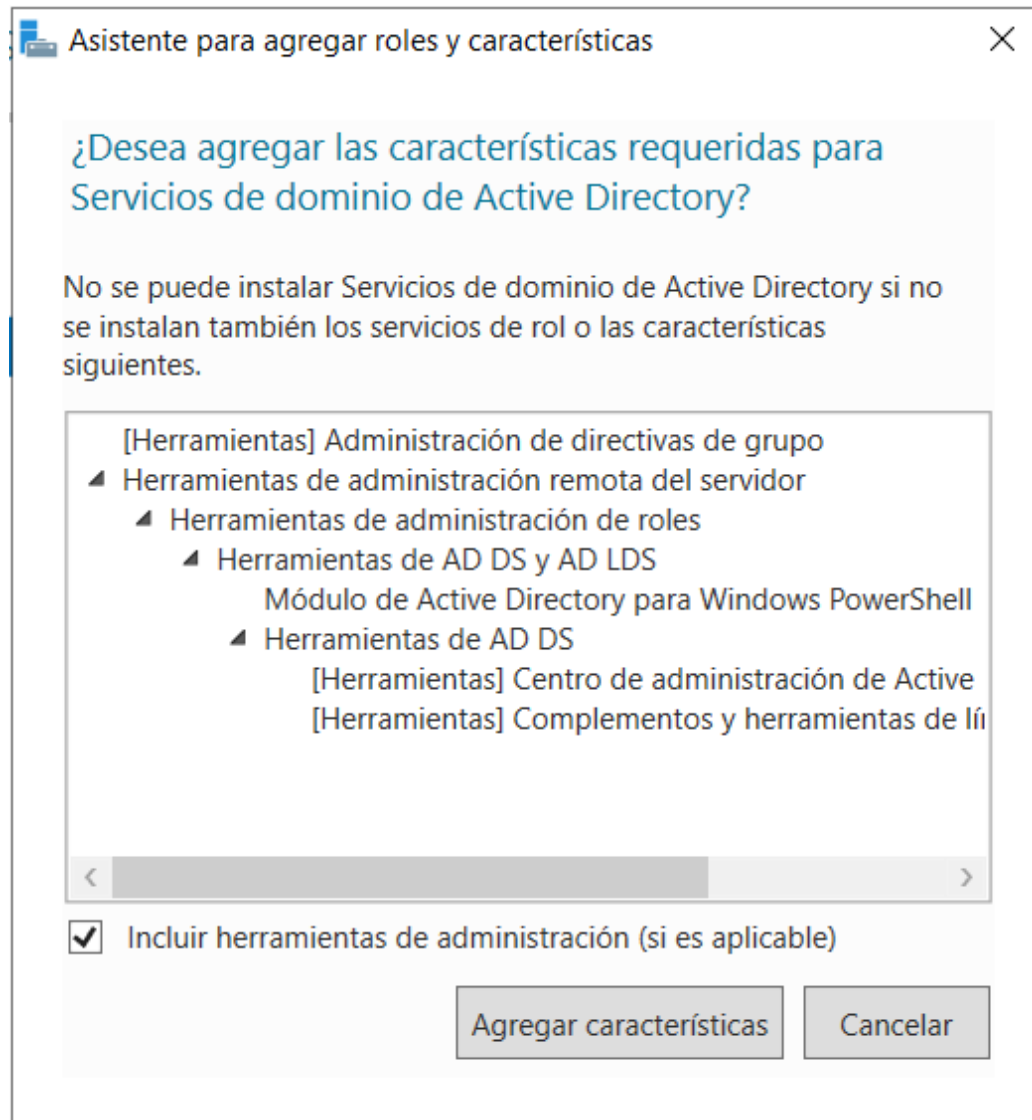 Asistente para agregar roles y características
¿Desea agregar las características requeridas para
Servicios de dominio de Active Directory?
No se puede instalar Servicios de dominio de Active Directory si no
se instalan también los servicios de rol o las características
siguientes.
[Herramientas] Administración de directivas de grupo
Herramientas de administración remota del servidor
Herramientas de administración de roles
Herramientas de AD DS y AD LDS
Módulo de Active Directory para Windows PowerShell
Herramientas de AD DS
[Herramientas] Centro de administración de Active
[Herramientas] Complementos y herramientas de
Incluir herramientas de administración (si es aplicable)
Agregar características
Cancelar